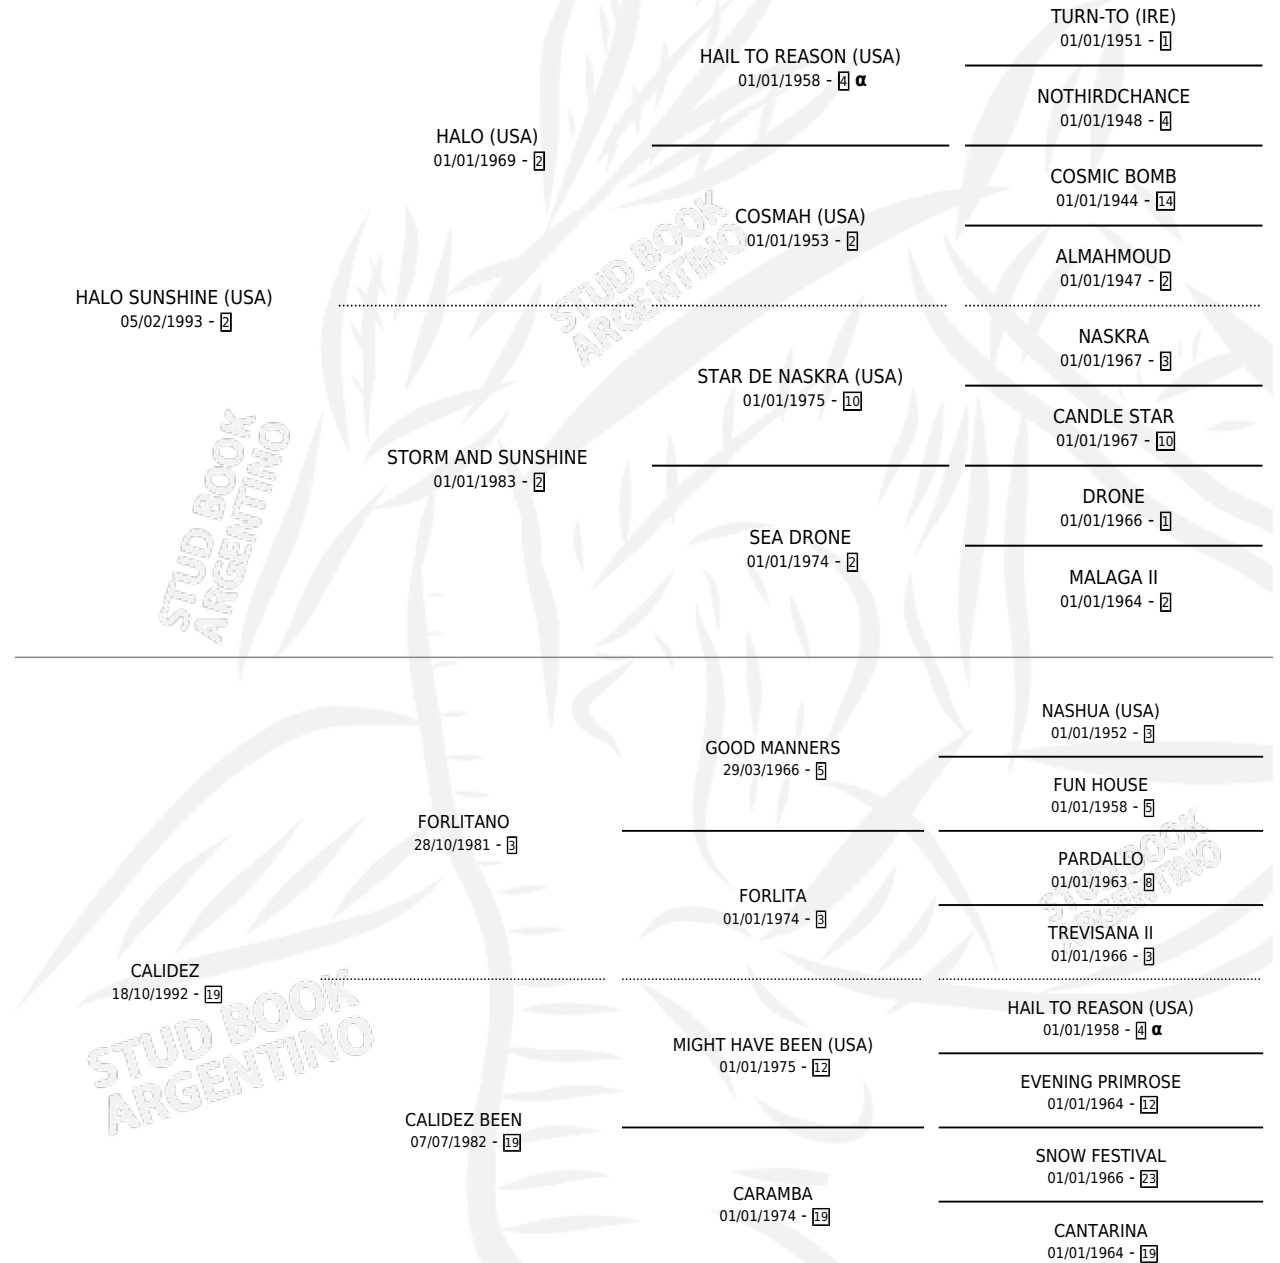 TURN-TO (IRE)
01/01/1951 - 1
HAIL TO REASON (USA)
01/01/1958 - 4 α
NOTHIRDCHANCE
01/01/1948 - 4
HALO (USA)
01/01/1969 - 2
COSMIC BOMB
01/01/1944 - 14
COSMAH (USA)
01/01/1953 - 2
ALMAHMOUD
01/01/1947 - 2
HALO SUNSHINE (USA)
05/02/1993 - 2
NASKRA
01/01/1967 - 3
STAR DE NASKRA (USA)
01/01/1975 - 10
CANDLE STAR
01/01/1967 - 10
STORM AND SUNSHINE
01/01/1983 - 2
DRONE
01/01/1966 - 1
SEA DRONE
01/01/1974 - 2
MALAGA II
01/01/1964 - 2
NASHUA (USA)
01/01/1952 - 3
GOOD MANNERS
29/03/1966 - 5
FUN HOUSE
01/01/1958 - 5
FORLITANO
28/10/1981 - 3
PARDALLO
01/01/1963 - 8
FORLITA
01/01/1974 - 3
TREVISANA II
01/01/1966 - 3
CALIDEZ
18/10/1992 - 19
HAIL TO REASON (USA)
01/01/1958 - 4 α
MIGHT HAVE BEEN (USA)
01/01/1975 - 12
EVENING PRIMROSE
01/01/1964 - 12
CALIDEZ BEEN
07/07/1982 - 19
SNOW FESTIVAL
01/01/1966 - 23
CARAMBA
01/01/1974 - 19
CANTARINA
01/01/1964 - 19
STUD BOOK
ARGENTINO
STUD BOOK
ARGENTINO
STUD BOOK
ARGENTINO
STUD BOOK
ARGENTINO